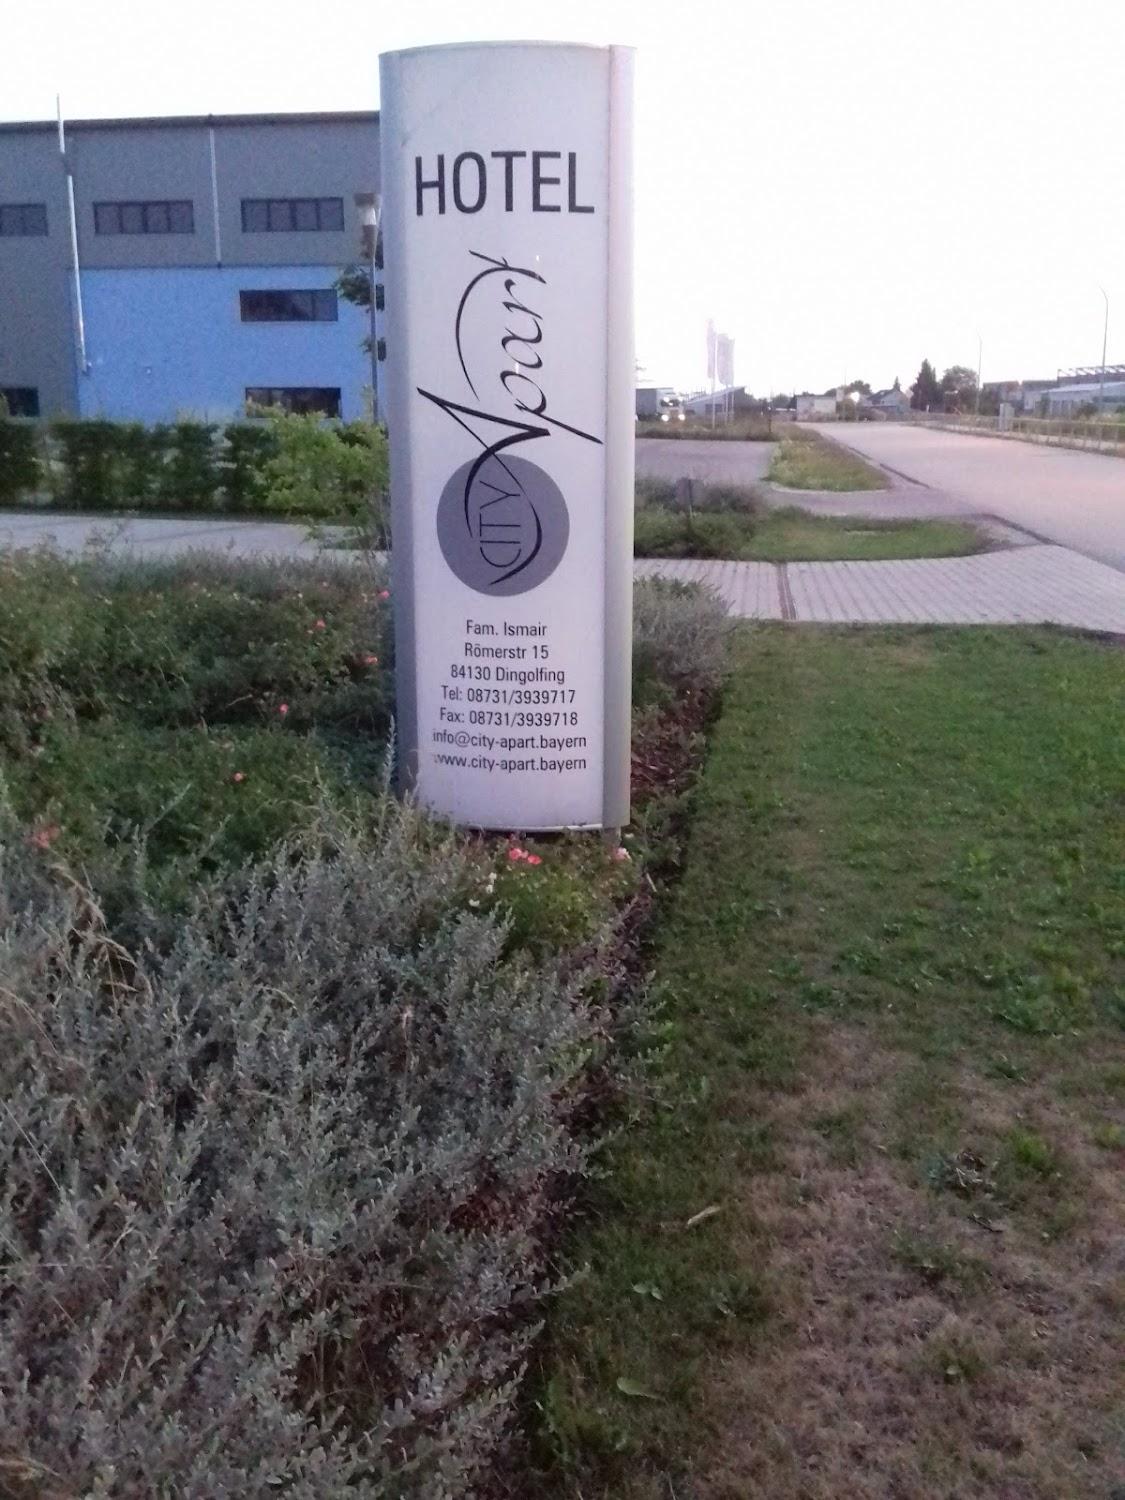 HOTEL
CITY Apart
Fam. Ismair
Römerstr 15
84130 Dingolfing
Tel: 08731/3939717
Fax: 08731/3939718
info@city-apart.bayern
www.city-apart.bayern